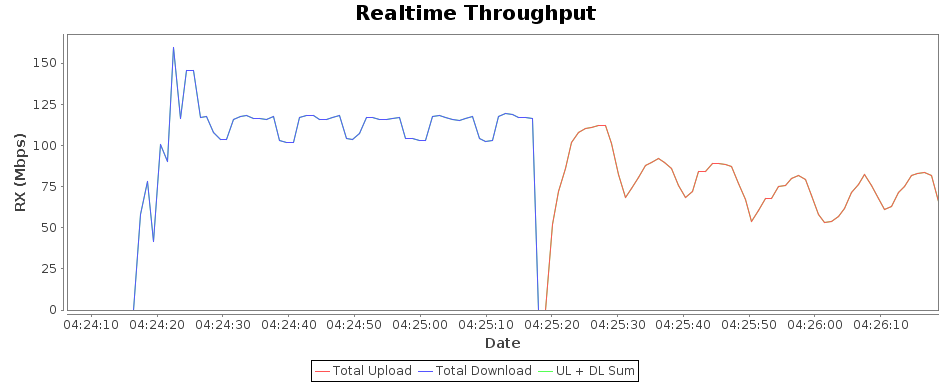 Realtime Throughput
RX (Mbps)
150
125
100
75
50
25
0
04:24:10 04:24:20 04:24:30 04:24:40 04:24:50 04:25:00 04:25:10 04:25:20 04:25:30 04:25:40 04:25:50 04:26:00 04:26:10
Date
Total Upload Total Download UL + DL Sum